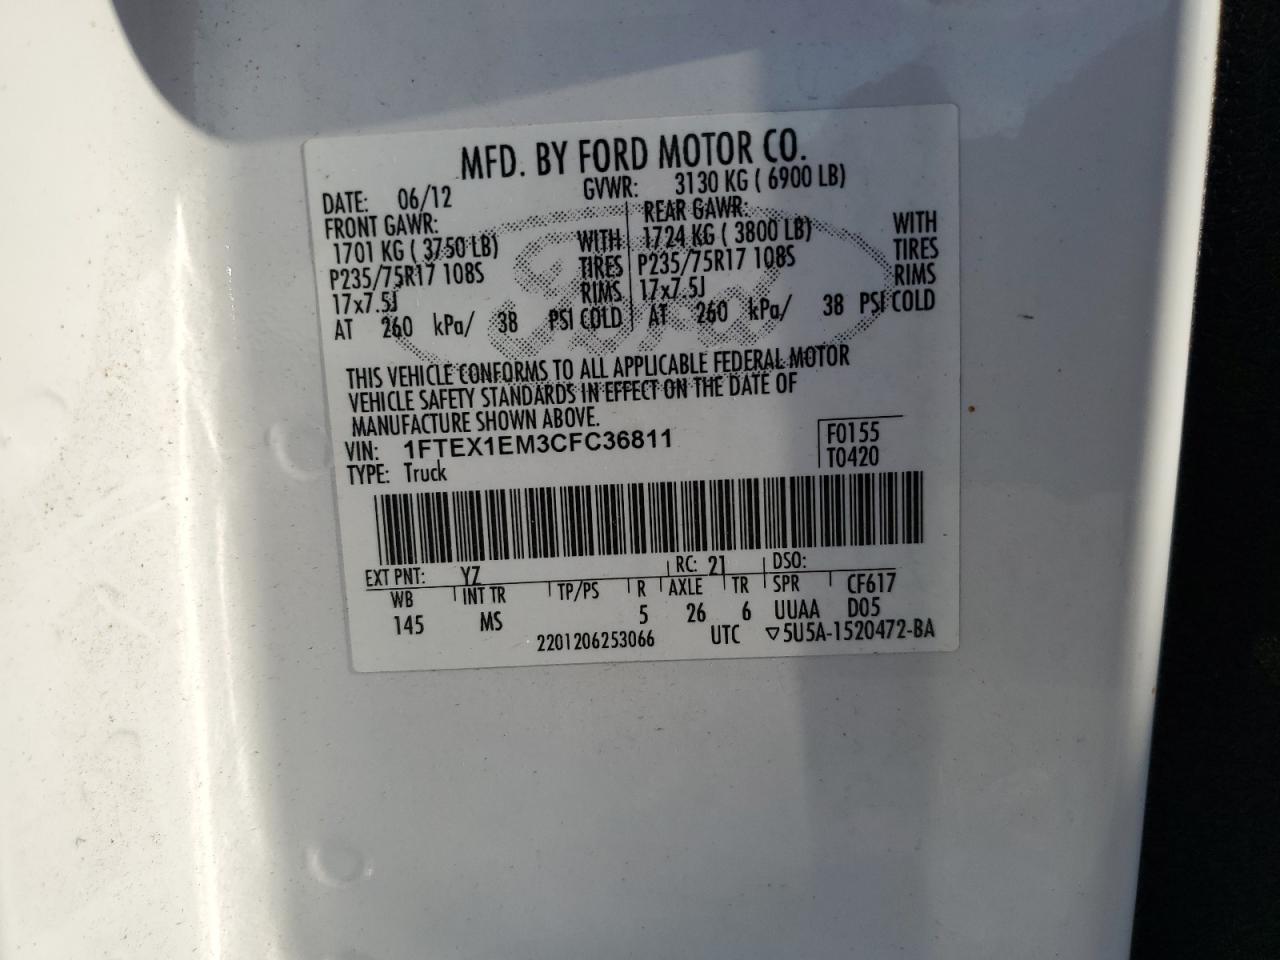 MFD. BY FORD MOTOR CO.
DATE: 06/12 GVWR: 3130 KG ( 6900 LB)
FRONT GAWR: REAR GAWR:
1701 KG ( 3750 LB) WITH 1724 KG ( 3800 LB) WITH
P235/75R17 108S TIRES P235/75R17 108S TIRES
17x7.5J RIMS 17x7.5J RIMS
AT 260 kPa/ 38 PSI COLD AT 260 kPa/ 38 PSI COLD
Ford
THIS VEHICLE CONFORMS TO ALL APPLICABLE FEDERAL MOTOR
VEHICLE SAFETY STANDARDS IN EFFECT ON THE DATE OF
MANUFACTURE SHOWN ABOVE.
VIN: 1FTEX1EM3CFC36811 F0155
TYPE: Truck T0420
EXT PNT: YZ RC: 21 DSO:
WB INT TR TP/PS R AXLE TR SPR CF617
145 MS 5 26 6 UUAA D05
2201206253066 UTC ▽5U5A-1520472-BA